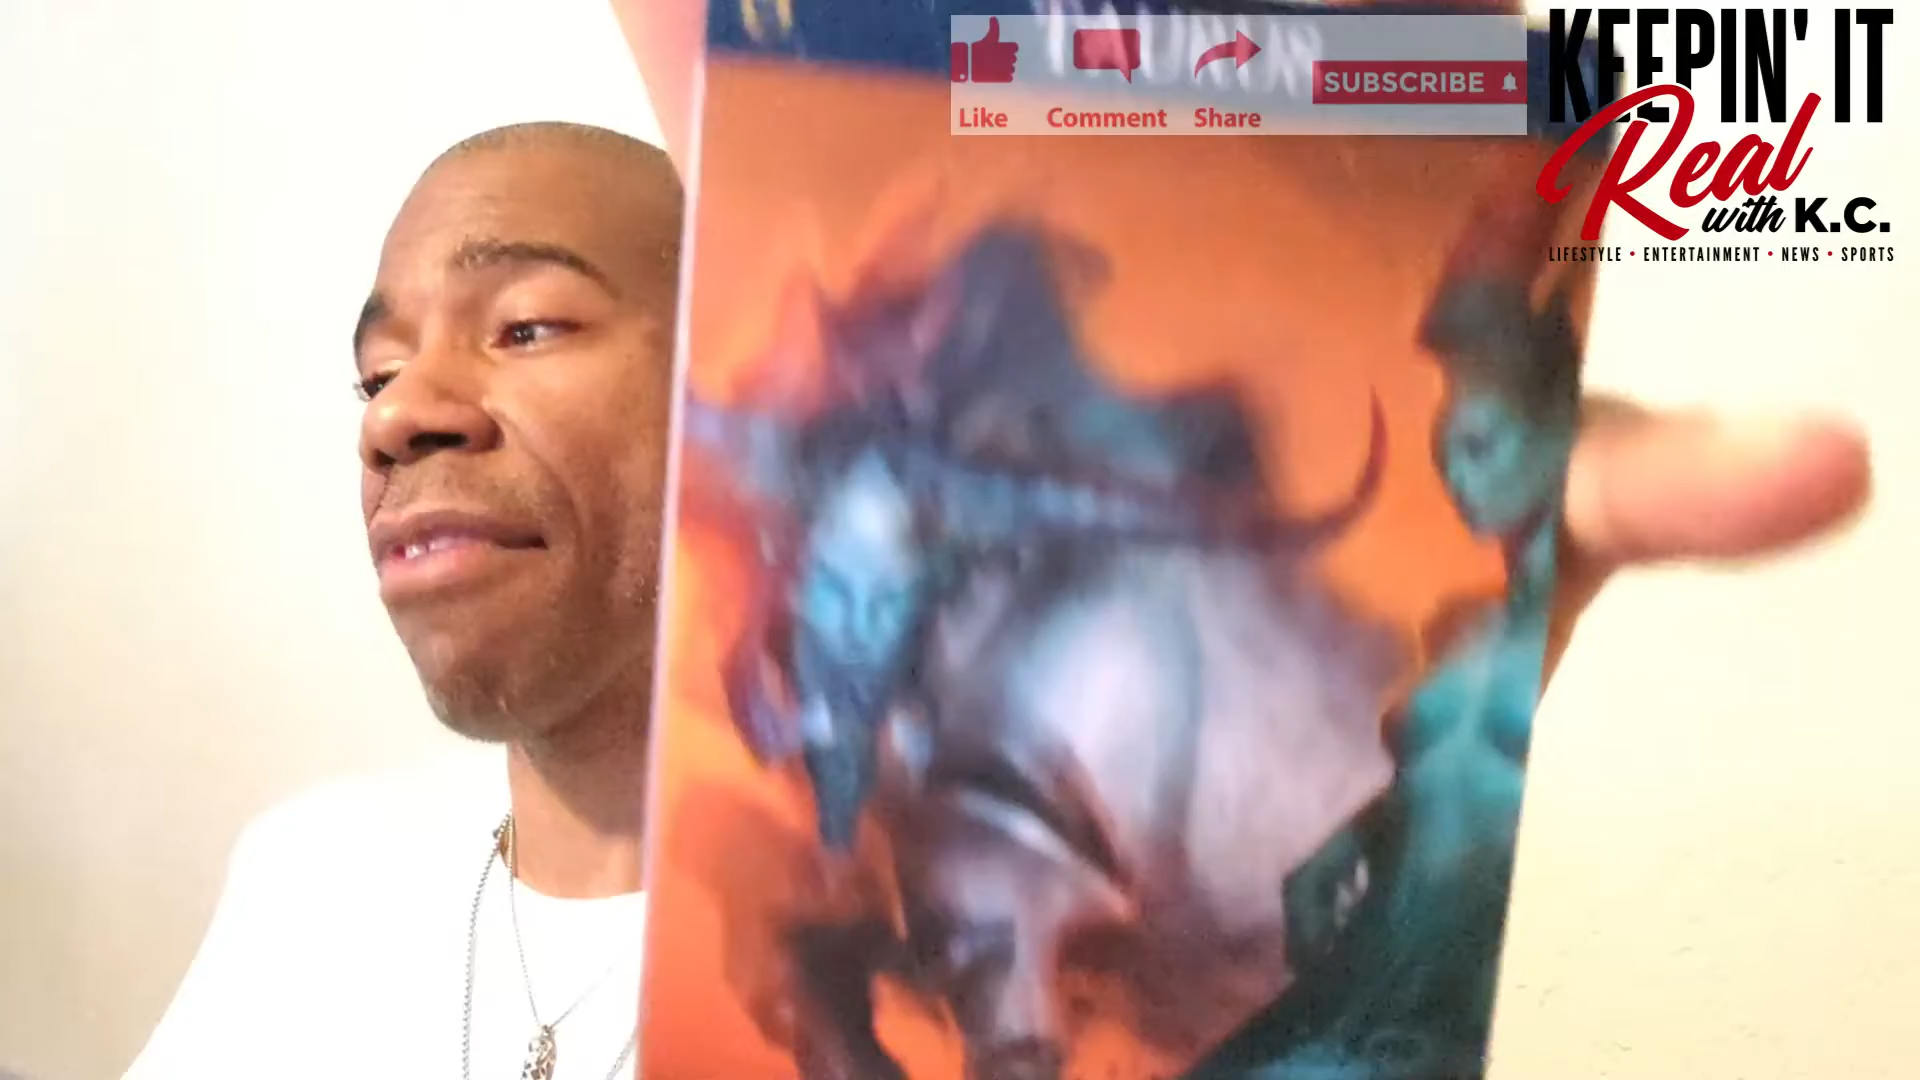 KEEPIN' IT
Real
with K.C.
LIFESTYLE • ENTERTAINMENT • NEWS • SPORTS
Like Comment Share
SUBSCRIBE